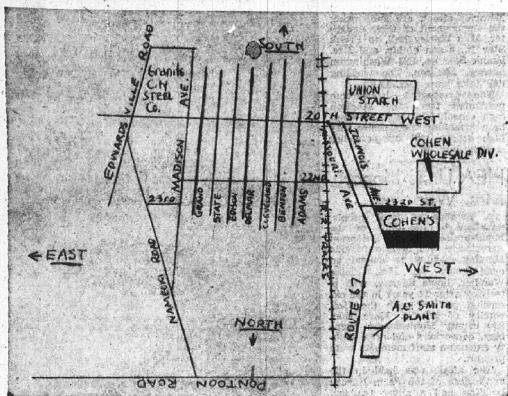 SOUTH
EDWARDSVILLE ROAD
Granite
City
Steel
Co.
MADISON AVE
UNION
STARCH
20TH STREET WEST
MISSOURI AVE
ILLINOIS AVE
COHEN
WHOLESALE DIV.
22ND
23RD
GRAND
STATE
EDISON
DELMAR
CLEVELAND
BENTON
ADAMS
23RD ST.
COHEN'S
R.R. TRACKS
EAST
WEST
NAMEOKI ROAD
ROUTE 67
A.O. SMITH
PLANT
NORTH
PONTOON ROAD